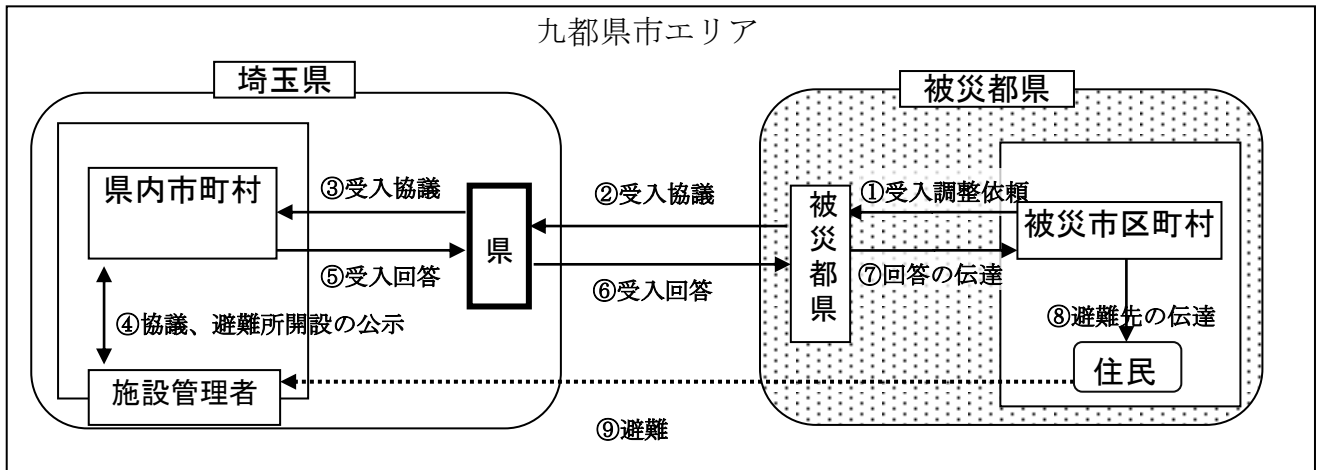 九都県市エリア
埼玉県
被災都県
県内市町村
③受入協議
②受入協議
①受入調整依頼
県
被災都県
被災市区町村
⑤受入回答
⑥受入回答
⑦回答の伝達
④協議、避難所開設の公示
⑧避難先の伝達
施設管理者
住民
⑨避難